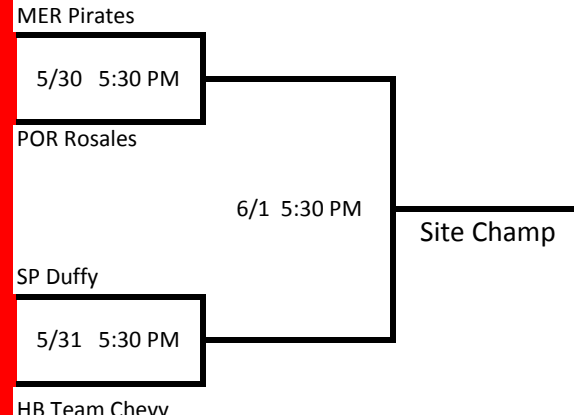 MER Pirates
5/30 5:30 PM
POR Rosales
6/1 5:30 PM
Site Champ
SP Duffy
5/31 5:30 PM
HB Team Chevy